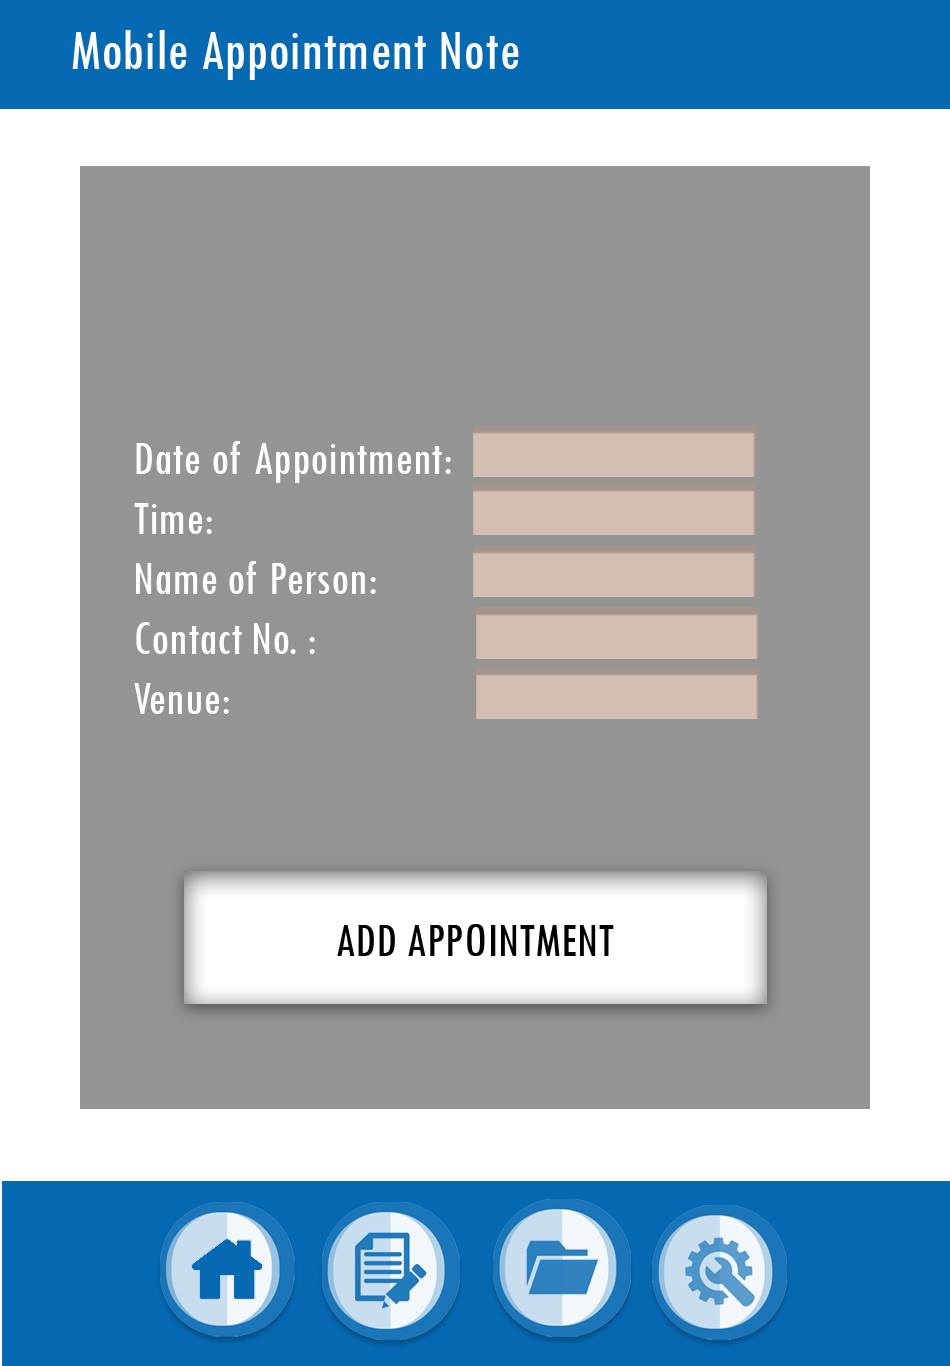 Mobile Appointment Note
Date of Appointment:
Time:
Name of Person:
Contact No. :
Venue:
ADD APPOINTMENT